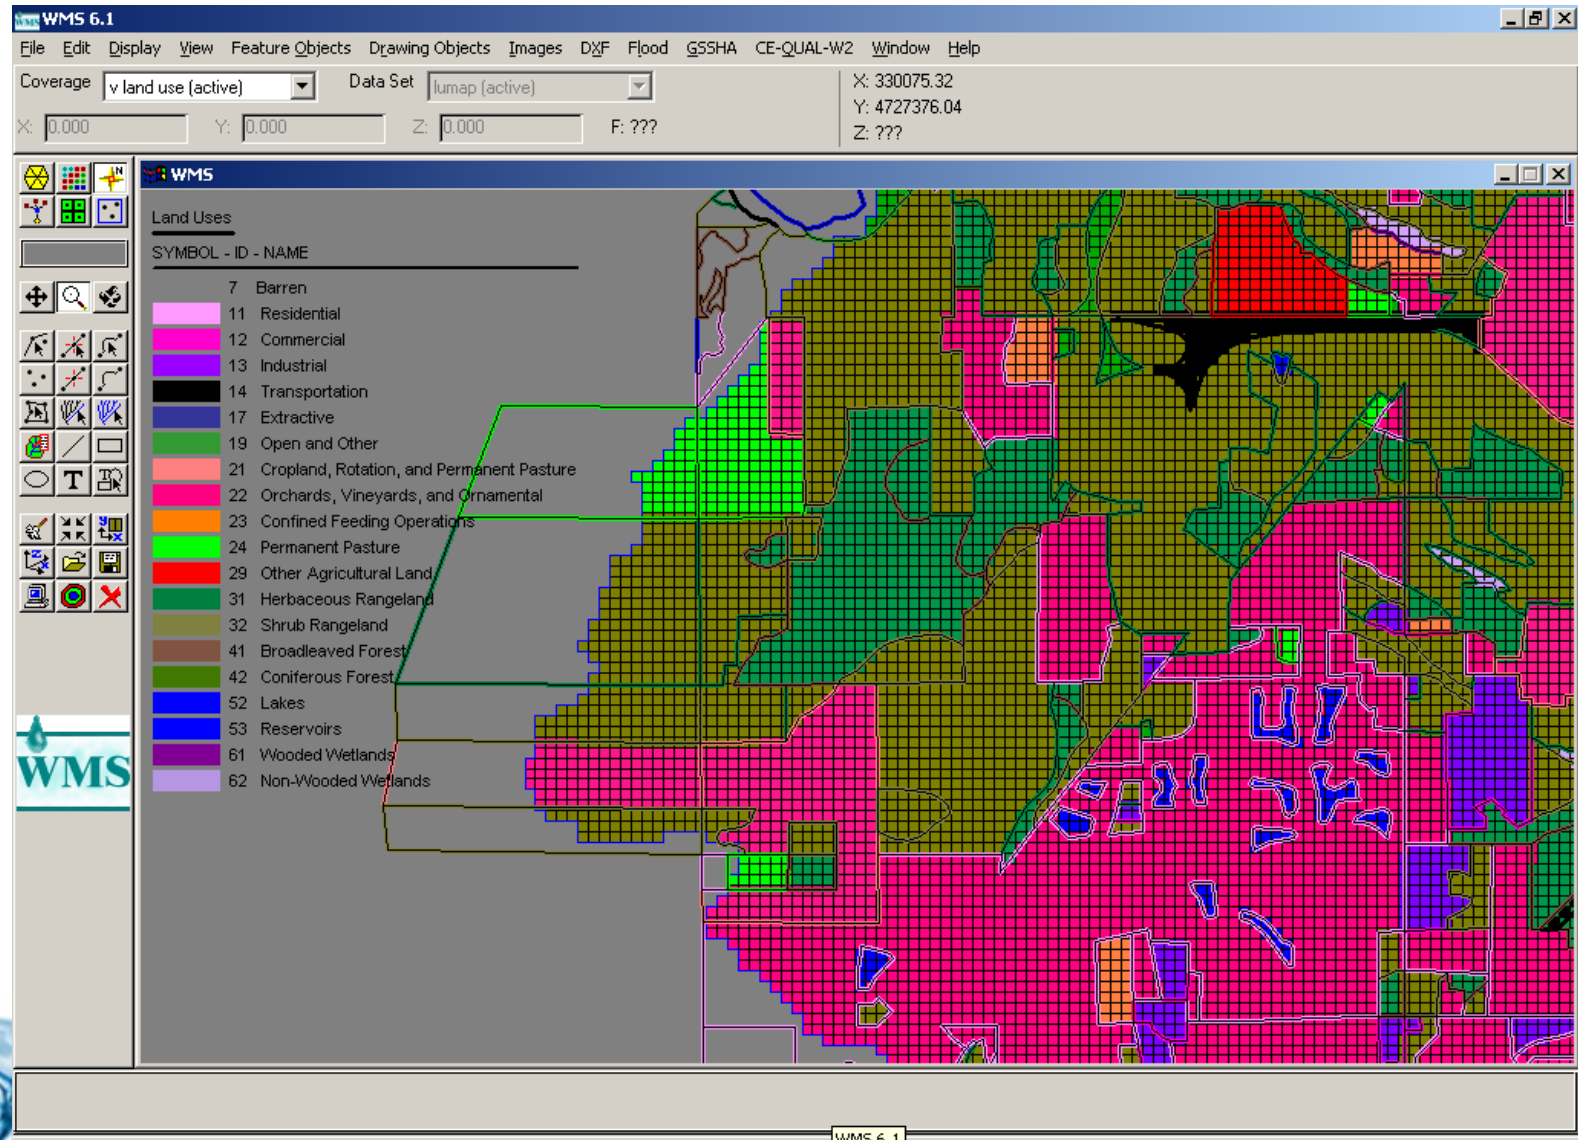 WMS 6.1
File Edit Display View Feature Objects Drawing Objects Images DXF Flood GSSHA CE-QUAL-W2 Window Help
Coverage v land use (active) Data Set lumap (active) X: 330075.32
Y: 4727376.04
X: 0.000 Y: 0.000 Z: 0.000 F: ??? Z: ???
WMS
Land Uses
SYMBOL - ID - NAME
7 Barren
11 Residential
12 Commercial
13 Industrial
14 Transportation
17 Extractive
19 Open and Other
21 Cropland, Rotation, and Permanent Pasture
22 Orchards, Vineyards, and Ornamental
23 Confined Feeding Operations
24 Permanent Pasture
29 Other Agricultural Land
31 Herbaceous Rangeland
32 Shrub Rangeland
41 Broadleaved Forest
42 Coniferous Forest
52 Lakes
53 Reservoirs
61 Wooded Wetlands
62 Non-Wooded Wetlands
WMS
WMS 6.1